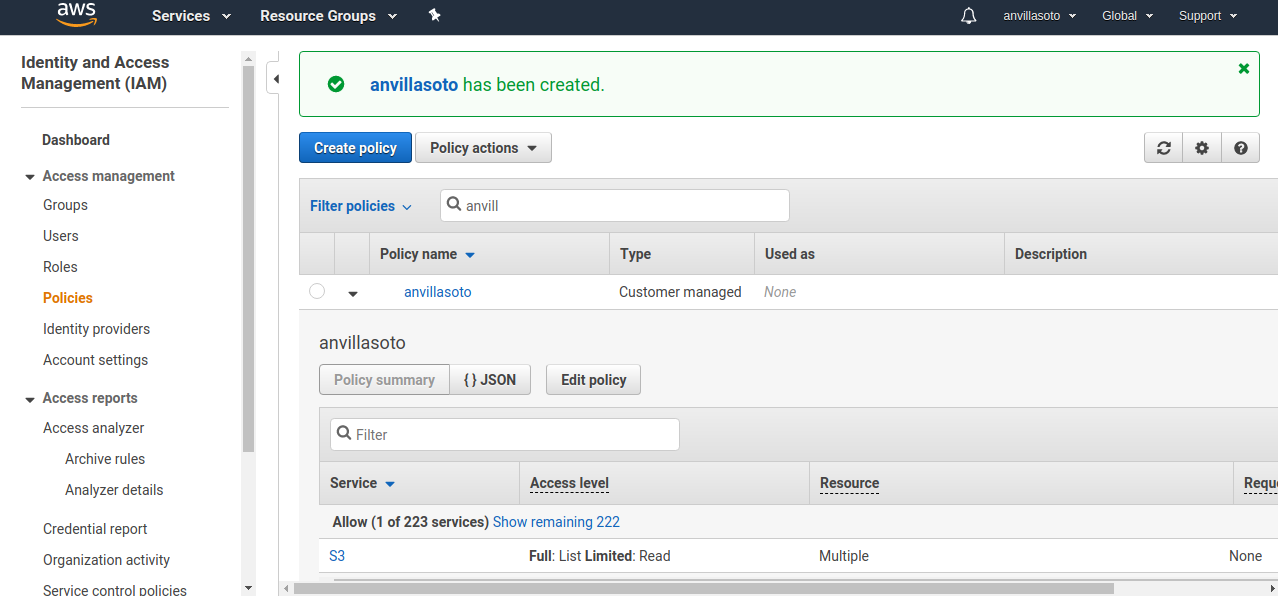 aws Services Resource Groups anvillasoto Global Support
Identity and Access
Management (IAM)
Dashboard
Access management
Groups
Users
Roles
Policies
Identity providers
Account settings
Access reports
Access analyzer
Archive rules
Analyzer details
Credential report
Organization activity
Service control policies
anvillasoto has been created.
Create policy Policy actions
Filter policies anvill
Policy name Type Used as Description
anvillasoto Customer managed None
anvillasoto
Policy summary { } JSON Edit policy
Filter
Service Access level Resource Requ
Allow (1 of 223 services) Show remaining 222
S3 Full: List Limited: Read Multiple None